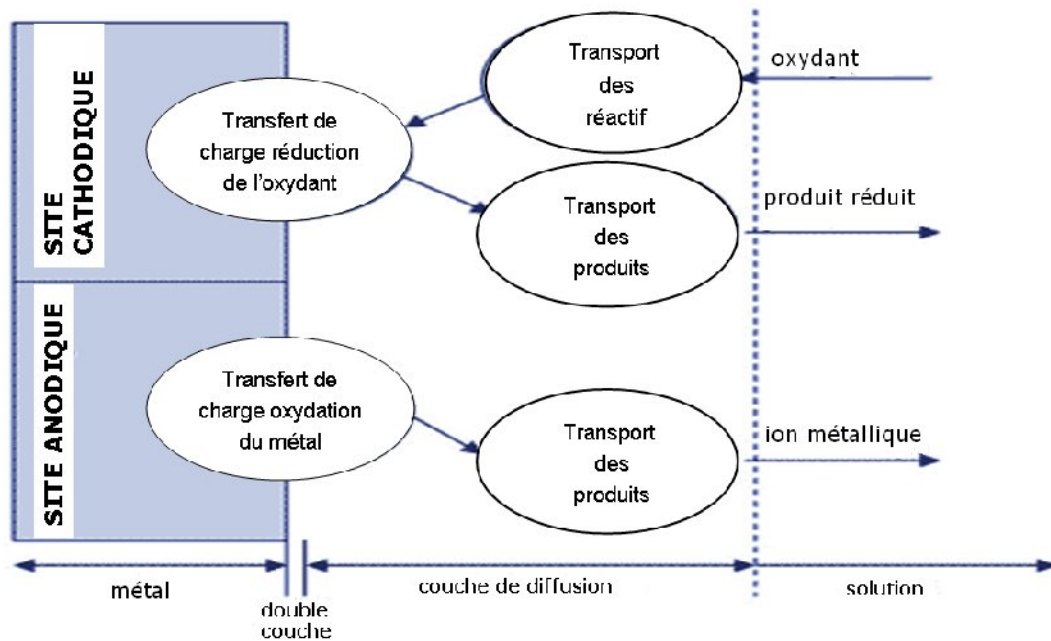 SITE
CATHODIQUE
Transfert de
charge réduction
de l'oxydant
Transport
des
réactif
oxydant
Transport
des
produits
produit réduit
SITE ANODIQUE
Transfert de
charge oxydation
du métal
Transport
des
produits
ion métallique
métal
double
couche
couche de diffusion
solution